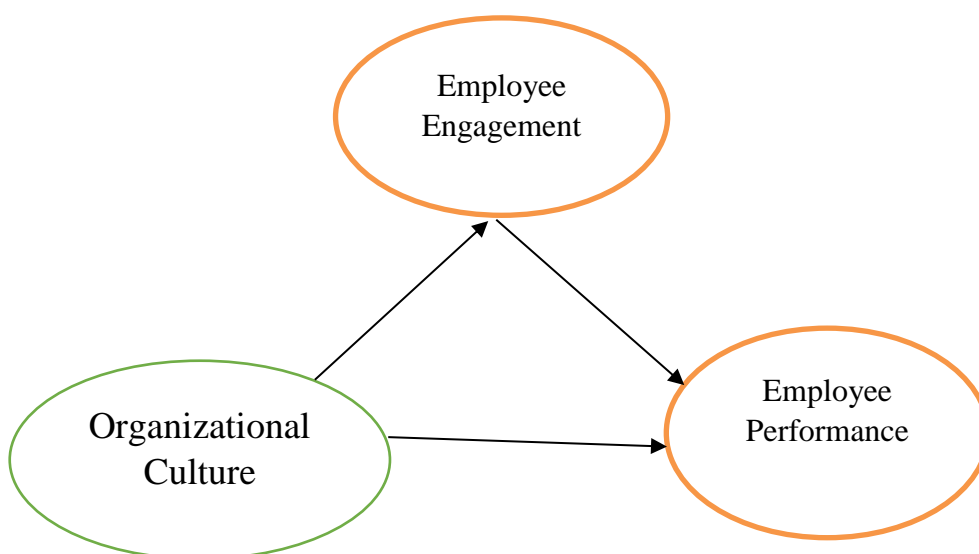 Employee
Engagement
Employee
Performance
Organizational
Culture